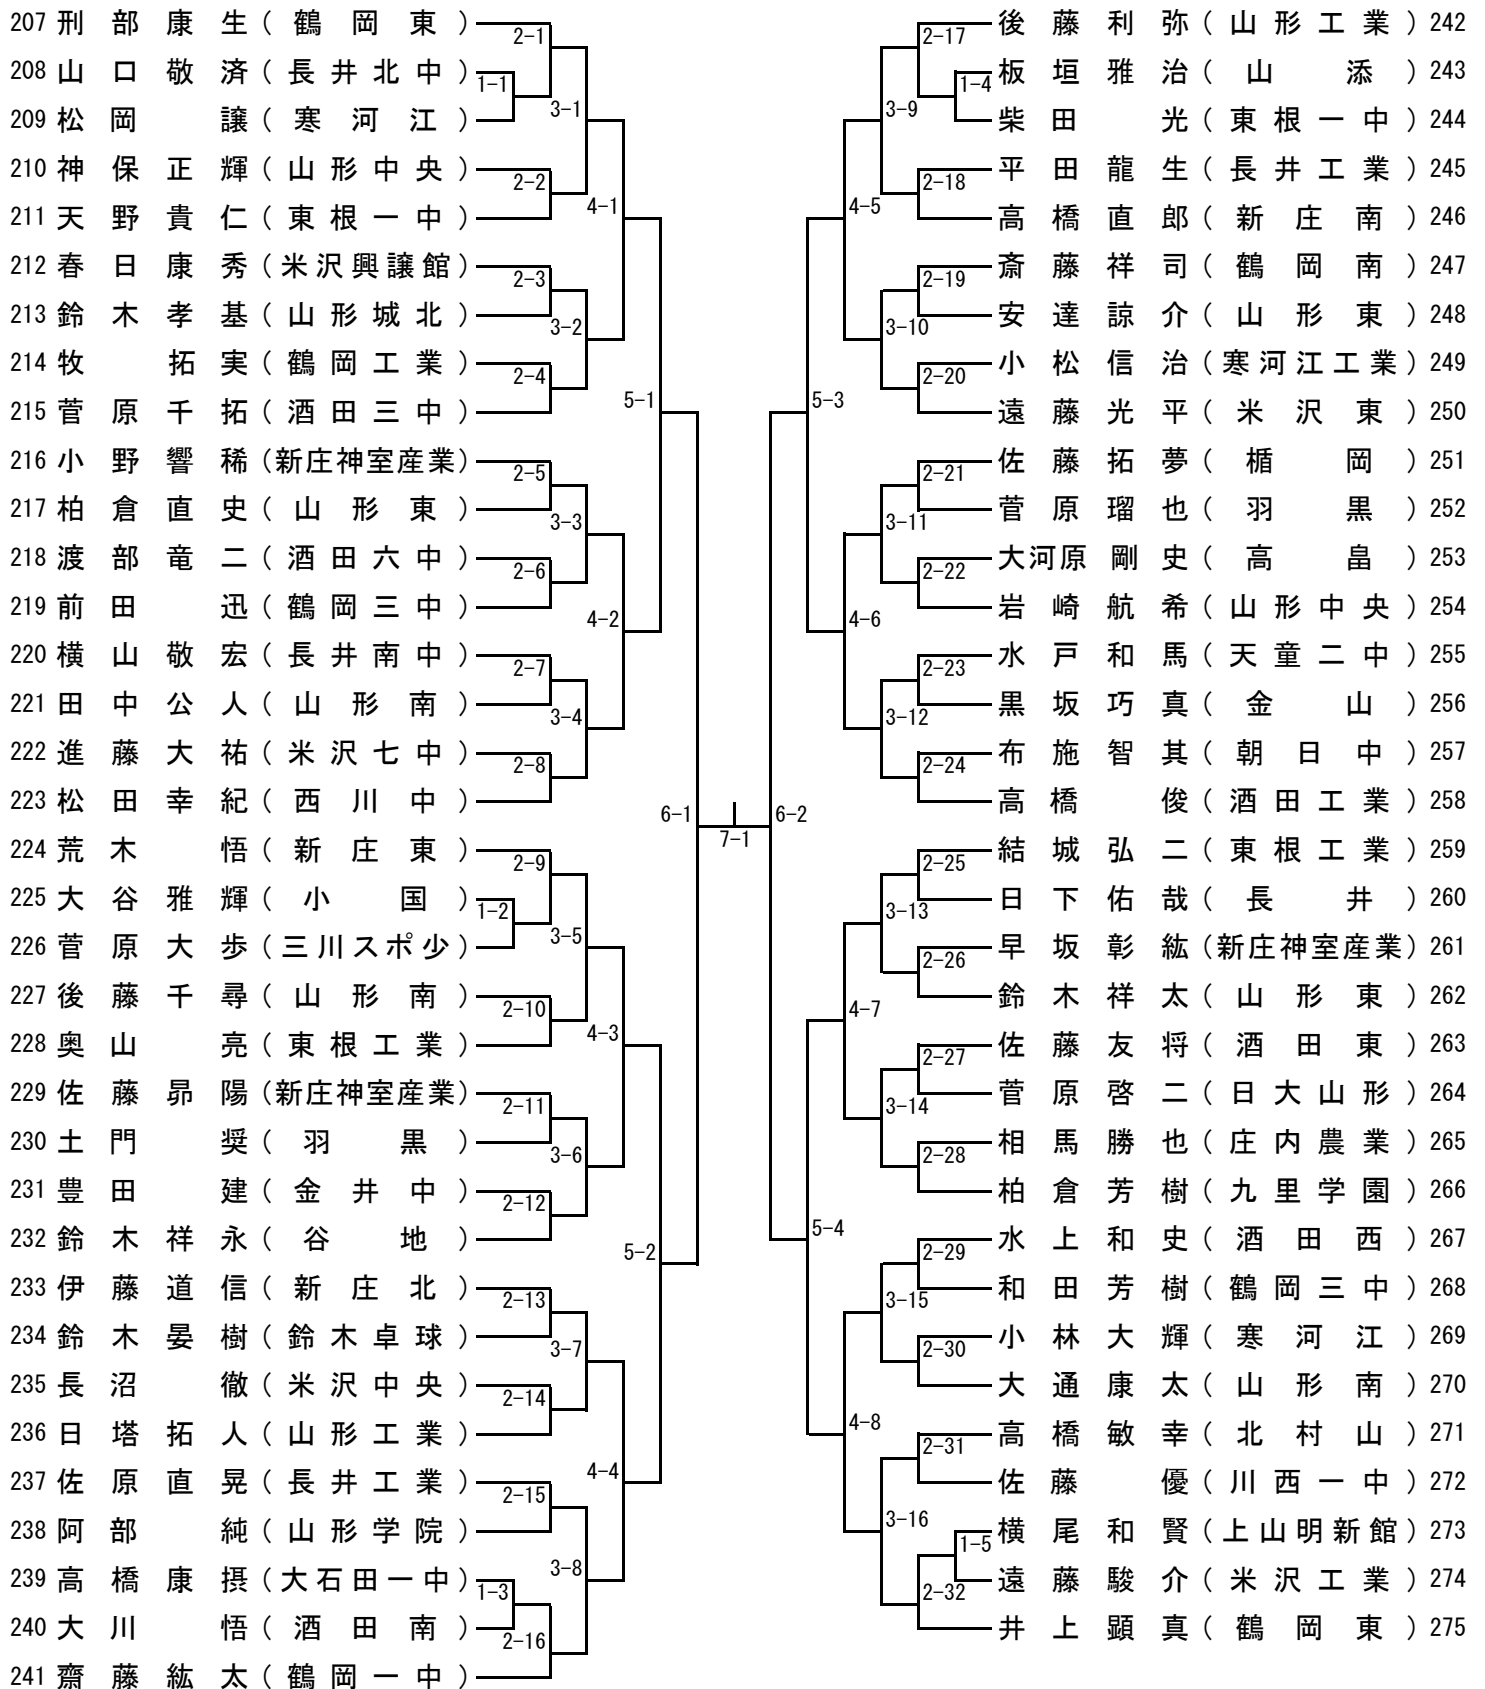 207 刑部康生(鶴岡東)
2-1
208 山口敬済(長井北中)
1-1
209 松岡譲(寒河江)
3-1
210 神保正輝(山形中央)
2-2
211 天野貴仁(東根一中)
4-1
212 春日康秀(米沢興譲館)
2-3
213 鈴木孝基(山形城北)
3-2
214 牧拓実(鶴岡工業)
2-4
215 菅原千拓(酒田三中)
5-1
216 小野響稀(新庄神室産業)
2-5
217 柏倉直史(山形東)
3-3
218 渡部竜二(酒田六中)
2-6
219 前田迅(鶴岡三中)
4-2
220 横山敬宏(長井南中)
2-7
221 田中公人(山形南)
3-4
222 進藤大祐(米沢七中)
2-8
223 松田幸紀(西川中)
6-1
224 荒木悟(新庄東)
2-9
225 大谷雅輝(小国)
1-2
226 菅原大歩(三川スポ少)
3-5
227 後藤千尋(山形南)
2-10
228 奥山亮(東根工業)
4-3
229 佐藤昴陽(新庄神室産業)
2-11
230 土門奨(羽黒)
3-6
231 豊田建(金井中)
2-12
232 鈴木祥永(谷地)
5-2
233 伊藤道信(新庄北)
2-13
234 鈴木晏樹(鈴木卓球)
3-7
235 長沼徹(米沢中央)
2-14
236 日塔拓人(山形工業)
4-4
237 佐原直晃(長井工業)
2-15
238 阿部純(山形学院)
3-8
239 高橋康摂(大石田一中)
1-3
240 大川悟(酒田南)
2-16
241 齋藤紘太(鶴岡一中)
7-1
後藤利弥(山形工業)242
2-17
板垣雅治(山添)243
1-4
柴田光(東根一中)244
3-9
平田龍生(長井工業)245
2-18
高橋直郎(新庄南)246
4-5
斎藤祥司(鶴岡南)247
2-19
安達諒介(山形東)248
3-10
小松信治(寒河江工業)249
2-20
遠藤光平(米沢東)250
5-3
佐藤拓夢(楯岡)251
2-21
菅原瑠也(羽黒)252
3-11
大河原剛史(高畠)253
2-22
岩崎航希(山形中央)254
4-6
水戸和馬(天童二中)255
2-23
黒坂巧真(金山)256
3-12
布施智其(朝日中)257
2-24
高橋俊(酒田工業)258
6-2
結城弘二(東根工業)259
2-25
日下佑哉(長井)260
3-13
早坂彰紘(新庄神室産業)261
2-26
鈴木祥太(山形東)262
4-7
佐藤友将(酒田東)263
2-27
菅原啓二(日大山形)264
3-14
相馬勝也(庄内農業)265
2-28
柏倉芳樹(九里学園)266
5-4
水上和史(酒田西)267
2-29
和田芳樹(鶴岡三中)268
3-15
小林大輝(寒河江)269
2-30
大通康太(山形南)270
4-8
高橋敏幸(北村山)271
2-31
佐藤優(川西一中)272
3-16
横尾和賢(上山明新館)273
1-5
遠藤駿介(米沢工業)274
2-32
井上顕真(鶴岡東)275